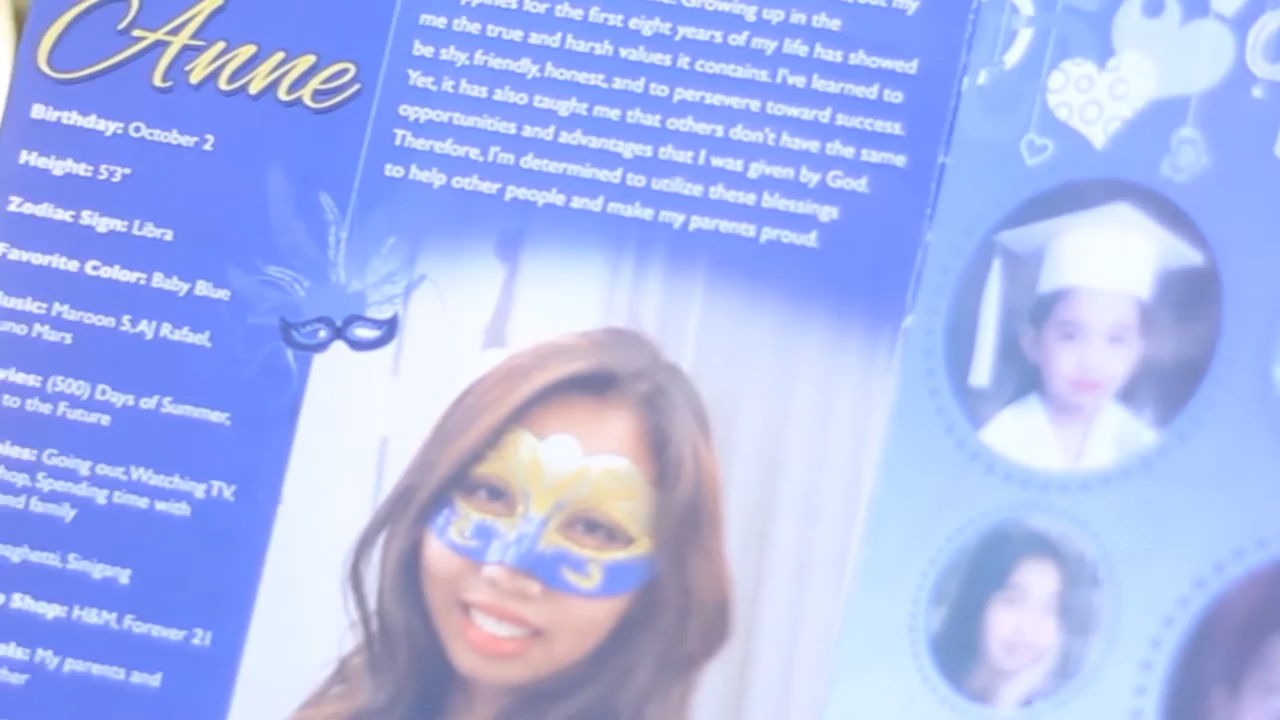 Anne
Birthday: October 2
Height: 5'3"
Zodiac Sign: Libra
Favorite Color: Baby Blue
Music: Maroon 5, AJ Rafael,
uno Mars
vies: (500) Days of Summer,
to the Future
Going out, Watching TV,
hop, Spending time with
and family
aghetti, Sinigang
Shop: H&M, Forever 21
My parents and
my
Growing up in the
for the first eight years of my life has showed
me the true and harsh values it contains. I've learned to
be shy, friendly, honest, and to persevere toward success.
Yet, it has also taught me that others don't have the same
opportunities and advantages that I was given by God.
Therefore, I'm determined to utilize these blessings
to help other people and make my parents proud.